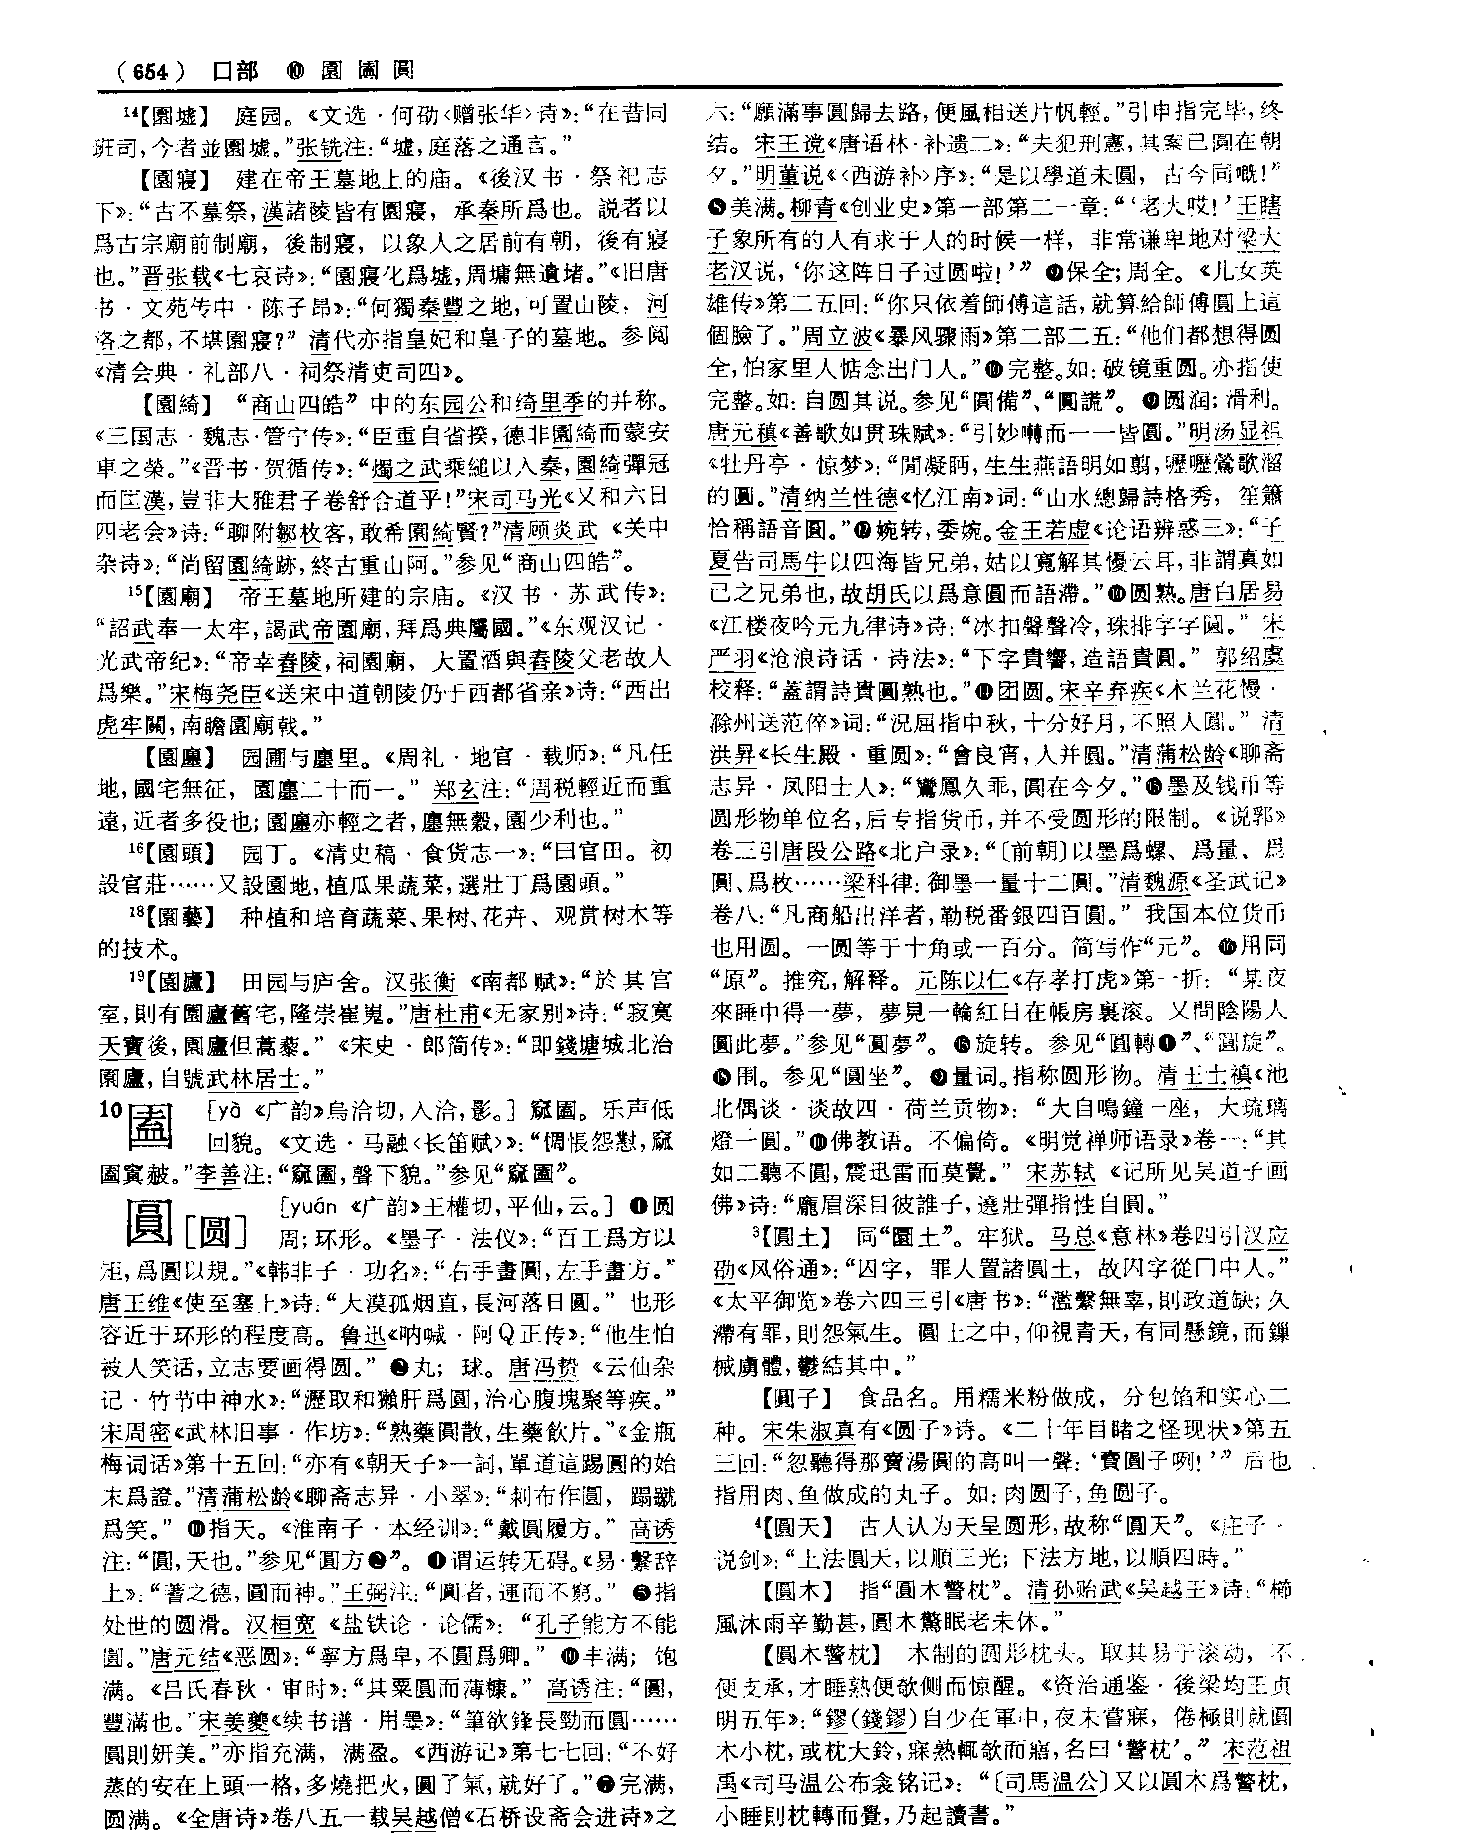 (654) 口部 ❿ 園 𡈁 圓
¹⁴【園墟】 庭园。《文选·何劭〈赠张华〉诗》:“在昔同
班司,今者並園墟。”张铣注:“墟,庭落之通言。”
【園寢】 建在帝王墓地上的庙。《後汉书·祭祀志
下》:“古不墓祭,漢諸陵皆有園寢,承秦所爲也。説者以
爲古宗廟前制廟,後制寢,以象人之居前有朝,後有寢
也。”晋张载《七哀诗》:“園寢化爲墟,周墉無遺堵。”《旧唐
书·文苑传中·陈子昂》:“何獨秦豐之地,可置山陵,河
洛之都,不堪園寢?” 清代亦指皇妃和皇子的墓地。参阅
《清会典·礼部八·祠祭清吏司四》。
【園綺】 “商山四皓”中的东园公和绮里季的并称。
《三国志·魏志·管宁传》:“臣重自省揆,德非園綺而蒙安
車之榮。”《晋书·贺循传》:“燭之武乘縋以入秦,園綺彈冠
而匡漢,豈非大雅君子卷舒合道乎!”宋司马光《又和六日
四老会》诗:“聊附鄒枚客,敢希園綺賢?”清顾炎武《关中
杂诗》:“尚留園綺跡,終古重山阿。”参见“商山四皓”。
¹⁵【園廟】 帝王墓地所建的宗庙。《汉书·苏武传》:
“詔武奉一太牢,謁武帝園廟,拜爲典屬國。”《东观汉记·
光武帝纪》:“帝幸舂陵,祠園廟,大置酒與舂陵父老故人
爲樂。”宋梅尧臣《送宋中道朝陵仍于西都省亲》诗:“西出
虎牢關,南瞻園廟戟。”
【園廛】 园圃与廛里。《周礼·地官·载师》:“凡任
地,國宅無征,園廛二十而一。” 郑玄注:“周税輕近而重
遠,近者多役也;園廛亦輕之者,廛無穀,園少利也。”
¹⁶【園頭】 园丁。《清史稿·食货志一》:“曰官田。初
設官莊……又設園地,植瓜果蔬菜,選壯丁爲園頭。”
¹⁸【園藝】 种植和培育蔬菜、果树、花卉、观赏树木等
的技术。
¹⁹【園廬】 田园与庐舍。汉张衡《南都赋》:“於其宫
室,則有園廬舊宅,隆崇崔嵬。”唐杜甫《无家别》诗:“寂寞
天寶後,園廬但蒿藜。” 《宋史·郎简传》:“即錢塘城北治
園廬,自號武林居士。”
10 𡈁 [yà 《广韵》烏洽切,入洽,影。] 窊𡈁。乐声低
回貌。《文选·马融〈长笛赋〉》:“惆悵怨懟,窊
𡈁窴赧。”李善注:“窊𡈁,聲下貌。”参见“窊𡈁”。
圓[圆] [yuán 《广韵》王權切,平仙,云。] ❶圆
周;环形。《墨子·法仪》:“百工爲方以
矩,爲圓以規。”《韩非子·功名》:“右手畫圓,左手畫方。”
唐王维《使至塞上》诗:“大漠孤烟直,長河落日圓。” 也形
容近于环形的程度高。鲁迅《呐喊·阿Q正传》:“他生怕
被人笑话,立志要画得圆。” ❷丸;球。唐冯贽《云仙杂
记·竹节中神水》:“瀝取和獺肝爲圓,治心腹塊聚等疾。”
宋周密《武林旧事·作坊》:“熟藥圓散,生藥飲片。”《金瓶
梅词话》第十五回:“亦有《朝天子》一詞,單道這踢圓的始
末爲證。”清蒲松龄《聊斋志异·小翠》:“刺布作圓,蹋蹴
爲笑。” ❿指天。《淮南子·本经训》:“戴圓履方。” 高诱
注:“圓,天也。”参见“圓方❷”。 ❶谓运转无碍。《易·繫辞
上》:“蓍之德,圓而神。”王弼注:“圓者,運而不窮。” ❺指
处世的圆滑。汉桓宽《盐铁论·论儒》:“孔子能方不能
圓。”唐元结《恶圆》:“寧方爲皁,不圓爲卿。” ❿丰满;饱
满。《吕氏春秋·审时》:“其粟圓而薄糠。” 高诱注:“圓,
豐滿也。”宋姜夔《续书谱·用墨》:“筆欲鋒長勁而圓……
圓則妍美。”亦指充满,满盈。《西游记》第七七回:“不好
蒸的安在上頭一格,多燒把火,圓了氣,就好了。”❼完满,
圆满。《全唐诗》卷八五一载吴越僧《石桥设斋会进诗》之
六:“願滿事圓歸去路,便風相送片帆輕。”引申指完毕,终
结。宋王谠《唐语林·补遗二》:“夫犯刑憲,其案已圓在朝
夕。”明董说《〈西游补〉序》:“是以學道未圓,古今同嘅!”
❽美满。柳青《创业史》第一部第二一章:“‘老大哎!’王瞎
子象所有的人有求于人的时候一样,非常谦卑地对梁大
老汉说,‘你这阵日子过圆啦!’” ❾保全;周全。《儿女英
雄传》第二五回:“你只依着師傅這話,就算給師傅圓上這
個臉了。”周立波《暴风骤雨》第二部二五:“他们都想得圆
全,怕家里人惦念出门人。”❿完整。如:破镜重圆。亦指使
完整。如:自圆其说。参见“圓備”、“圓謊”。 ❾圆润;滑利。
唐元稹《善歌如贯珠赋》:“引妙囀而一一皆圓。”明汤显祖
《牡丹亭·惊梦》:“閒凝眄,生生燕語明如翦,嚦嚦鶯歌溜
的圓。”清纳兰性德《忆江南》词:“山水總歸詩格秀,笙簫
恰稱語音圓。”⓬婉转,委婉。金王若虚《论语辨惑三》:“子
夏告司馬牛以四海皆兄弟,姑以寬解其憂云耳,非謂真如
己之兄弟也,故胡氏以爲意圓而語滯。”❿圆熟。唐白居易
《江楼夜吟元九律诗》诗:“冰扣聲聲冷,珠排字字圓。” 宋
严羽《沧浪诗话·诗法》:“下字貴響,造語貴圓。” 郭绍虞
校释:“蓋謂詩貴圓熟也。”⓮团圆。宋辛弃疾《木兰花慢·
滁州送范倅》词:“況屈指中秋,十分好月,不照人圓。” 清
洪昇《长生殿·重圆》:“會良宵,人并圓。”清蒲松龄《聊斋
志异·凤阳士人》:“鸞鳳久乖,圓在今夕。”⓯墨及钱币等
圆形物单位名,后专指货币,并不受圆形的限制。《说郛》
卷三引唐段公路《北户录》:“〔前朝〕以墨爲螺、爲量、爲
圓、爲枚……梁科律:御墨一量十二圓。”清魏源《圣武记》
卷八:“凡商船出洋者,勒税番銀四百圓。” 我国本位货币
也用圆。一圆等于十角或一百分。简写作“元”。 ⓰用同
“原”。推究,解释。元陈以仁《存孝打虎》第一折:“某夜
來睡中得一夢,夢見一輪紅日在帳房裏滚。又問陰陽人
圓此夢。”参见“圓夢”。 ⓱旋转。参见“圓轉❶”、“圓旋”。
⓲围。参见“圓坐”。 ❾量词。指称圆形物。清王士禛《池
北偶谈·谈故四·荷兰贡物》:“大自鳴鐘一座,大琉璃
燈一圓。”❿佛教语。不偏倚。《明觉禅师语录》卷一:“其
如二聽不圓,震迅雷而莫覺。” 宋苏轼《记所见吴道子画
佛》诗:“龐眉深目彼誰子,遶壯彈指性自圓。”
³【圓土】 同“圜土”。牢狱。马总《意林》卷四引汉应
劭《风俗通》:“囚字,罪人置諸圓土,故囚字從囗中人。”
《太平御览》卷六四三引《唐书》:“濫繫無辜,則政道缺;久
滯有罪,則怨氣生。圓土之中,仰視青天,有同懸鏡,而鏁
械膚體,鬱結其中。”
【圓子】 食品名。用糯米粉做成,分包馅和实心二
种。宋朱淑真有《圆子》诗。《二十年目睹之怪现状》第五
三回:“忽聽得那賣湯圓的高叫一聲:‘賣圓子咧!’” 后也
指用肉、鱼做成的丸子。如:肉圆子,鱼圆子。
⁴【圓天】 古人认为天呈圆形,故称“圓天”。《庄子·
说剑》:“上法圓天,以順三光;下法方地,以順四時。”
【圓木】 指“圓木警枕”。清孙贻武《吴越王》诗:“櫛
風沐雨辛勤甚,圓木驚眠老未休。”
【圓木警枕】 木制的圆形枕头。取其易于滚动,不
便支承,才睡熟便欹侧而惊醒。《资治通鉴·後梁均王贞
明五年》:“鏐(錢鏐)自少在軍中,夜未嘗寐,倦極則就圓
木小枕,或枕大鈴,寐熟輒欹而寤,名曰‘警枕’。” 宋范祖
禹《司马温公布衾铭记》:“〔司馬温公〕又以圓木爲警枕,
小睡則枕轉而覺,乃起讀書。”